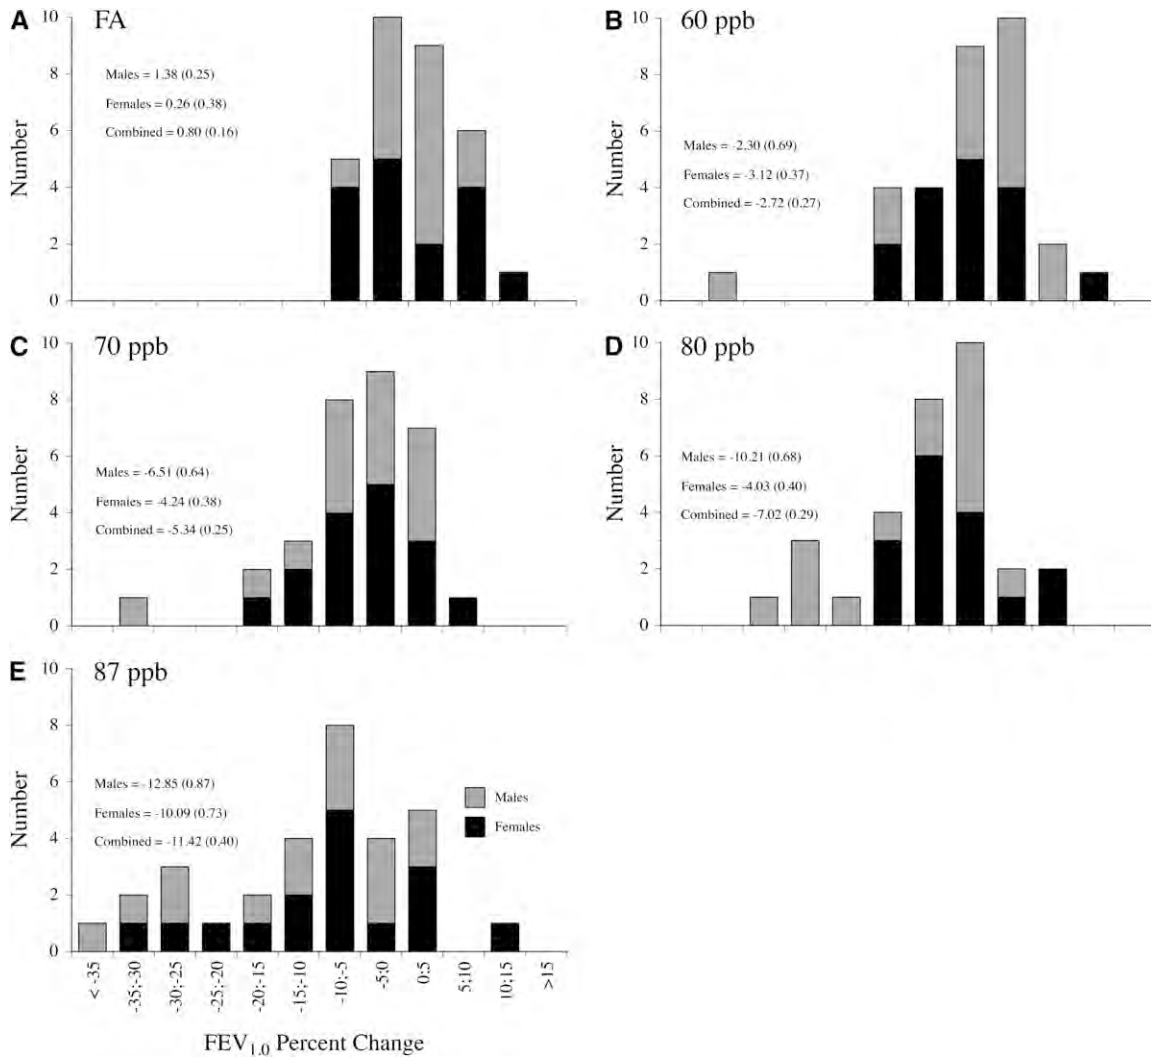 A FA
10
8
6
4
2
0
Number
Males = 1.38 (0.25)
Females = 0.26 (0.38)
Combined = 0.80 (0.16)
B 60 ppb
10
8
6
4
2
0
Number
Males = -2.30 (0.69)
Females = -3.12 (0.37)
Combined = -2.72 (0.27)
C 70 ppb
10
8
6
4
2
0
Number
Males = -6.51 (0.64)
Females = -4.24 (0.38)
Combined = -5.34 (0.25)
D 80 ppb
10
8
6
4
2
0
Number
Males = -10.21 (0.68)
Females = -4.03 (0.40)
Combined = -7.02 (0.29)
E 87 ppb
10
8
6
4
2
0
Number
Males = -12.85 (0.87)
Females = -10.09 (0.73)
Combined = -11.42 (0.40)
Males
Females
< -35
-35;-30
-30;-25
-25;-20
-20;-15
-15;-10
-10;-5
-5;0
0;5
5;10
10;15
>15
FEV1.0 Percent Change